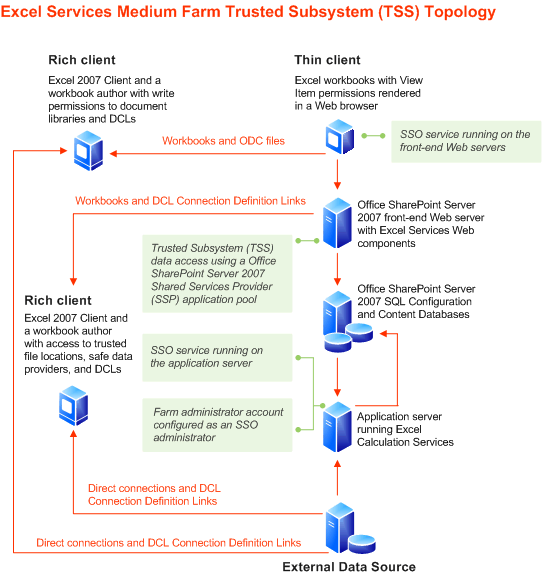 Excel Services Medium Farm Trusted Subsystem (TSS) Topology
Rich client
Excel 2007 Client and a
workbook author with write
permissions to document
libraries and DCLs
Thin client
Excel workbooks with View
Item permissions rendered
in a Web browser
SSO service running on the
front-end Web servers
Workbooks and ODC files
Workbooks and DCL Connection Definition Links
Office SharePoint Server
2007 front-end Web server
with Excel Services Web
components
Trusted Subsystem (TSS)
data access using a Office
SharePoint Server 2007
Shared Services Provider
(SSP) application pool
Office SharePoint Server
2007 SQL Configuration
and Content Databases
Rich client
Excel 2007 Client and
a workbook author
with access to trusted
file locations, safe data
providers, and DCLs
SSO service running on
the application server
Farm administrator account
configured as an SSO
administrator
Application server
running Excel
Calculation Services
Direct connections and DCL
Connection Definition Links
Direct connections and DCL Connection Definition Links
External Data Source